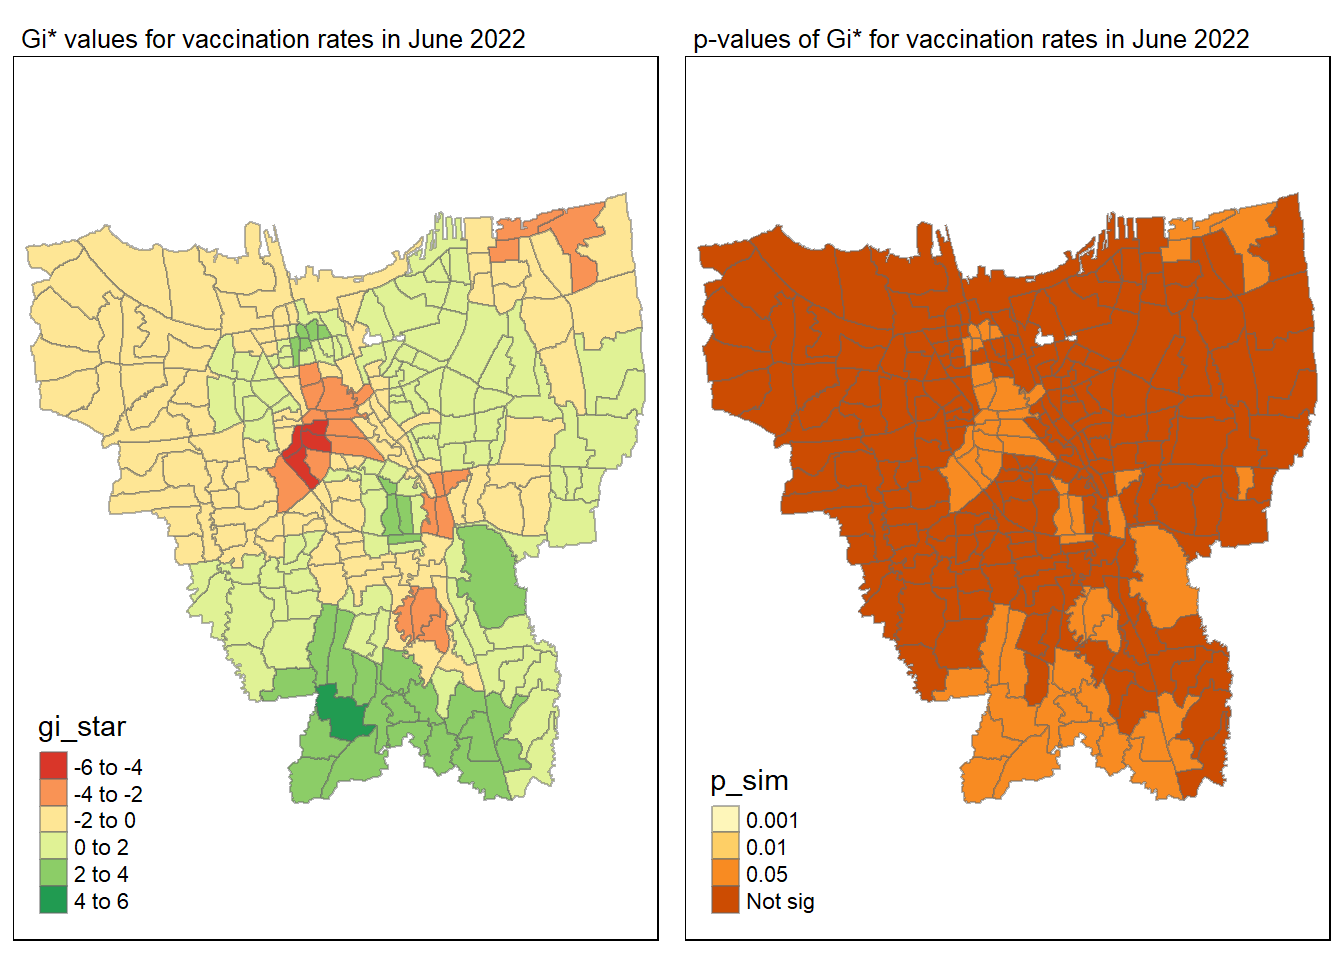 Gi* values for vaccination rates in June 2022
gi_star
-6 to -4
-4 to -2
-2 to 0
0 to 2
2 to 4
4 to 6
p-values of Gi* for vaccination rates in June 2022
p_sim
0.001
0.01
0.05
Not sig